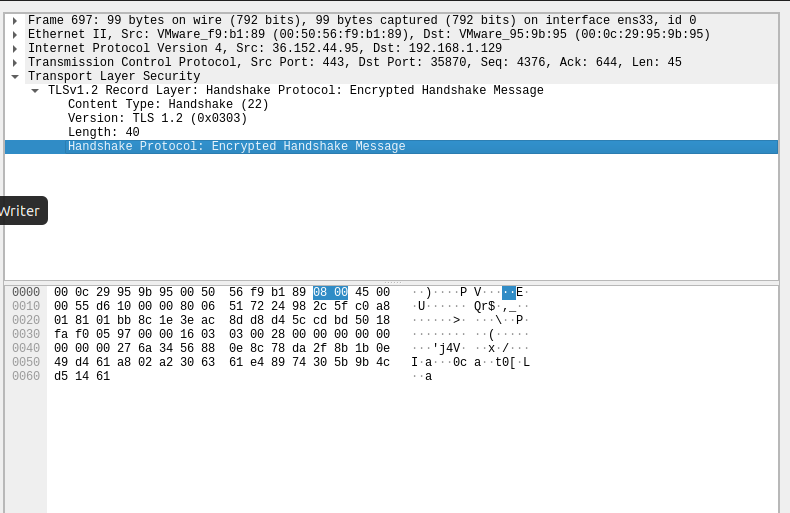 Frame 697: 99 bytes on wire (792 bits), 99 bytes captured (792 bits) on interface ens33, id 0
Ethernet II, Src: VMware_f9:b1:89 (00:50:56:f9:b1:89), Dst: VMware_95:9b:95 (00:0c:29:95:9b:95)
Internet Protocol Version 4, Src: 36.152.44.95, Dst: 192.168.1.129
Transmission Control Protocol, Src Port: 443, Dst Port: 35870, Seq: 4376, Ack: 644, Len: 45
Transport Layer Security
TLSv1.2 Record Layer: Handshake Protocol: Encrypted Handshake Message
Content Type: Handshake (22)
Version: TLS 1.2 (0x0303)
Length: 40
Handshake Protocol: Encrypted Handshake Message
Writer
0000 00 0c 29 95 9b 95 00 50 56 f9 b1 89 08 00 45 00 ··)····P V·····E·
0010 00 55 d6 10 00 00 80 06 51 72 24 98 2c 5f c0 a8 ·U······ Qr$·,_··
0020 01 81 01 bb 8c 1e 3e ac 8d d8 d4 5c cd bd 50 18 ······>· ···\··P·
0030 fa f0 05 97 00 00 16 03 03 00 28 00 00 00 00 00 ········ ··(·····
0040 00 00 00 27 6a 34 56 88 0e 8c 78 da 2f 8b 1b 0e ···'j4V· ··x·/···
0050 49 d4 61 a8 02 a2 30 63 61 e4 89 74 30 5b 9b 4c I·a···0c a··t0[·L
0060 d5 14 61 ··a